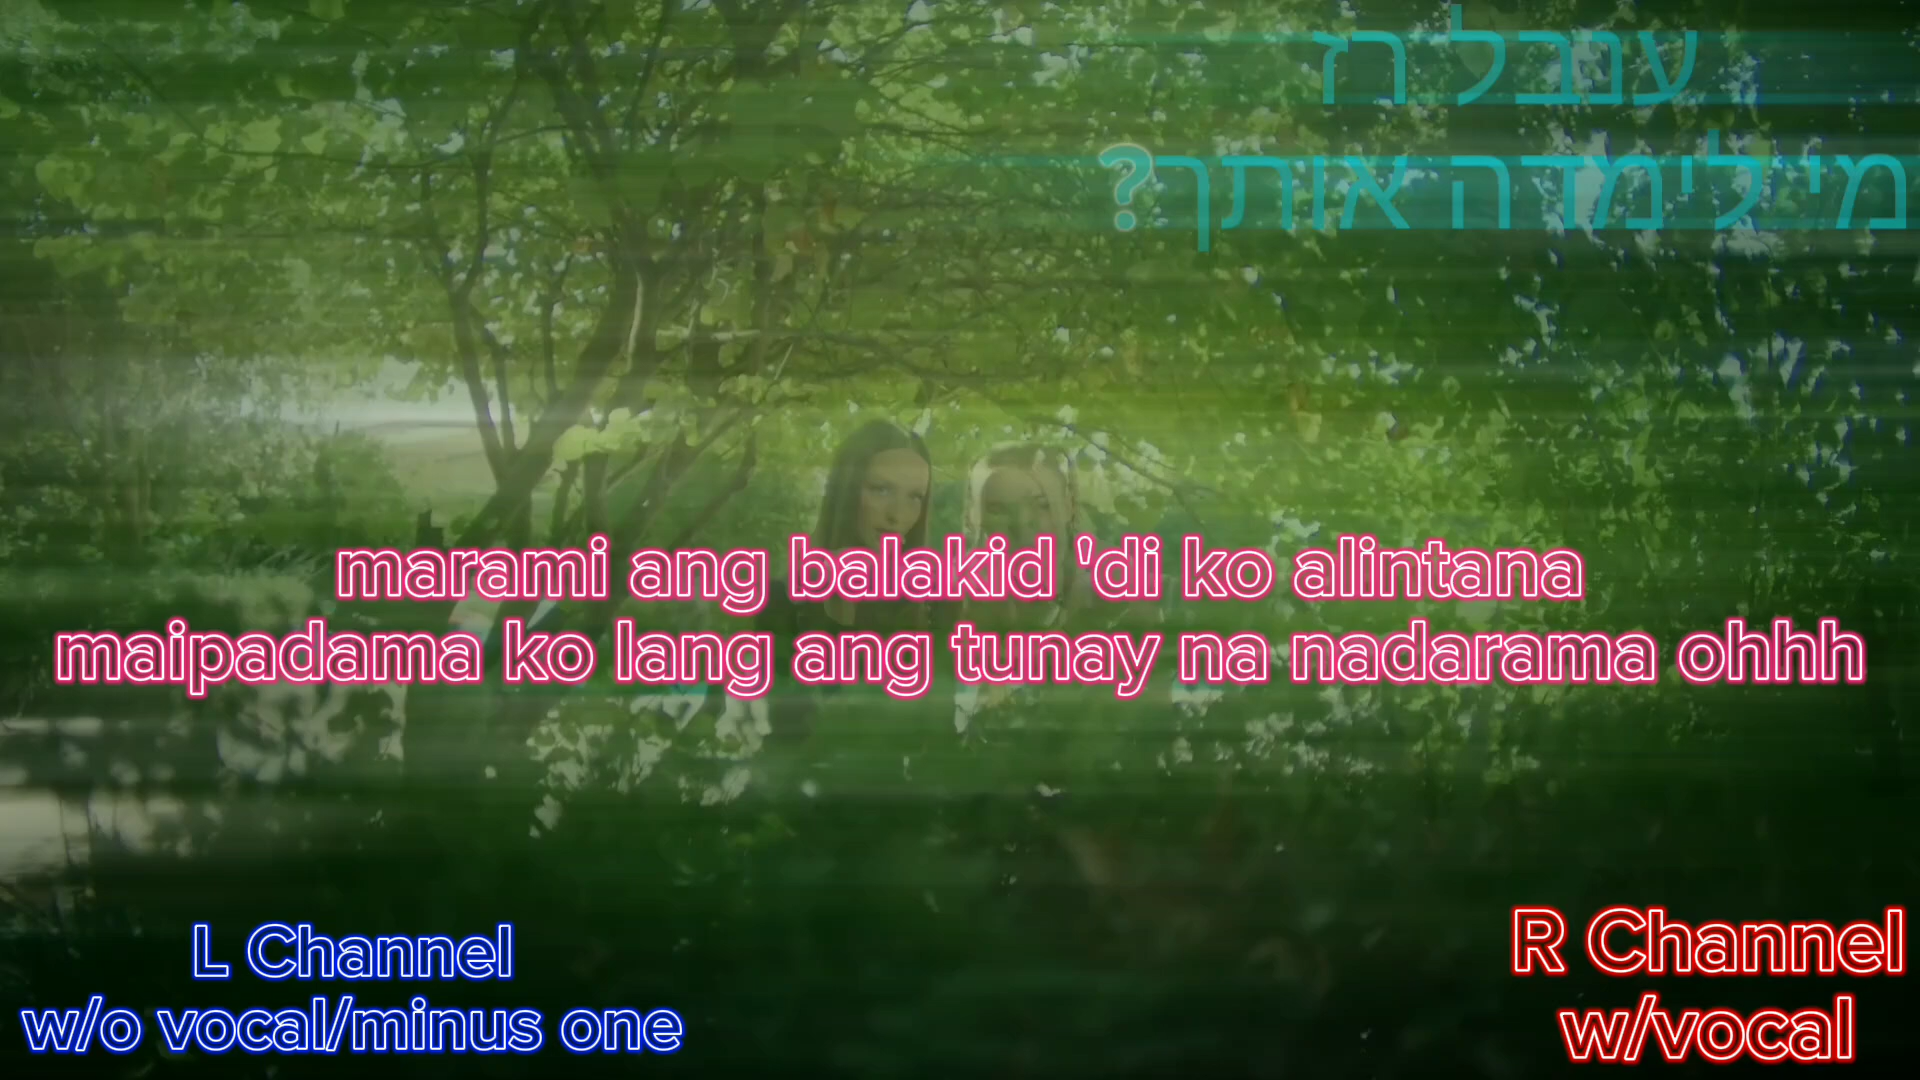 ענבל רז
מי לימדה אותך?
marami ang balakid 'di ko alintana
maipadama ko lang ang tunay na nadarama ohhh
L Channel
w/o vocal/minus one
R Channel
w/vocal